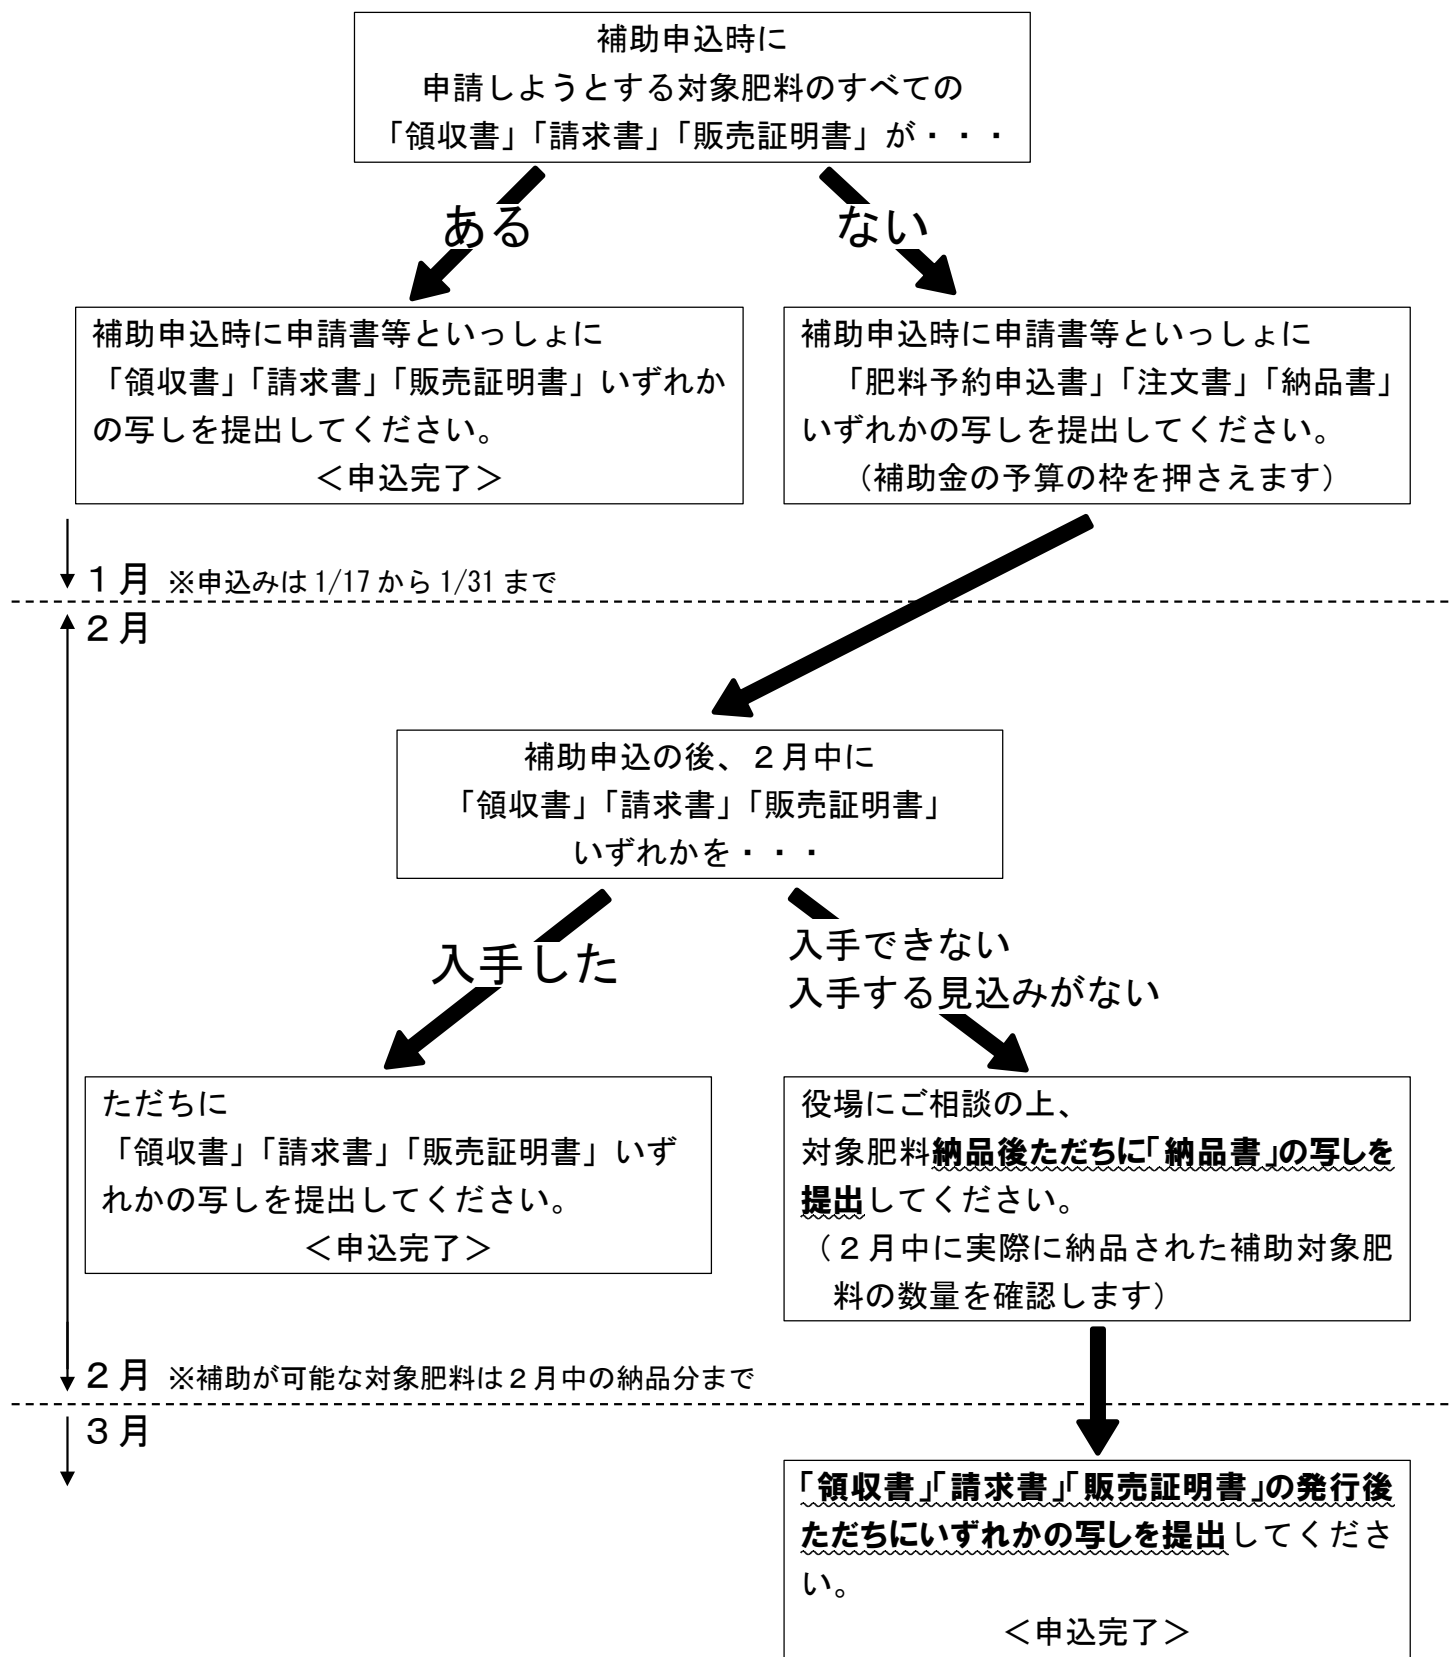 補助申込時に
申請しようとする対象肥料のすべての
「領収書」「請求書」「販売証明書」が・・・
ある
ない
補助申込時に申請書等といっしょに
「領収書」「請求書」「販売証明書」いずれか
の写しを提出してください。
＜申込完了＞
補助申込時に申請書等といっしょに
「肥料予約申込書」「注文書」「納品書」
いずれかの写しを提出してください。
（補助金の予算の枠を押さえます）
１月 ※申込みは 1/17 から 1/31 まで
２月
補助申込の後、２月中に
「領収書」「請求書」「販売証明書」
いずれかを・・・
入手した
入手できない
入手する見込みがない
ただちに
「領収書」「請求書」「販売証明書」いず
れかの写しを提出してください。
＜申込完了＞
役場にご相談の上、
対象肥料納品後ただちに「納品書」の写しを
提出してください。
（２月中に実際に納品された補助対象肥
料の数量を確認します）
２月 ※補助が可能な対象肥料は２月中の納品分まで
３月
「領収書」「請求書」「販売証明書」の発行後
ただちにいずれかの写しを提出してくださ
い。
＜申込完了＞